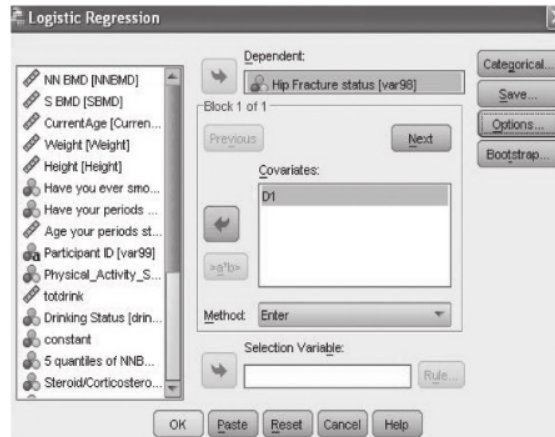 Logistic Regression
NN BMD [NNBMD]
S BMD [SBMD]
CurrentAge [Curren...
Weight [Weight]
Height [Height]
Have you ever smo...
Have your periods ...
Age your periods st...
Participant ID [var99]
Physical_Activity_S...
totdrink
Drinking Status [drin...
constant
5 quantiles of NNB...
Steroid/Corticostero...
Dependent:
Hip Fracture status [var98]
Block 1 of 1
Previous
Next
Covariates:
D1
>a*b>
Method:
Enter
Selection Variable:
Rule...
Categorical...
Save...
Options...
Bootstrap...
OK
Paste
Reset
Cancel
Help